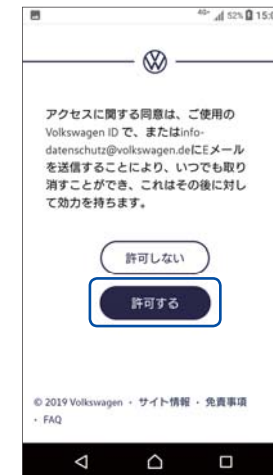 4G+ 52% 15:0
アクセスに関する同意は、ご使用の
Volkswagen ID で、またはinfo-
datenschutz@volkswagen.deにEメール
を送信することにより、いつでも取り
消すことができ、これはその後に対し
て効力を持ちます。
許可しない
許可する
© 2019 Volkswagen ・ サイト情報 ・ 免責事項
・ FAQ